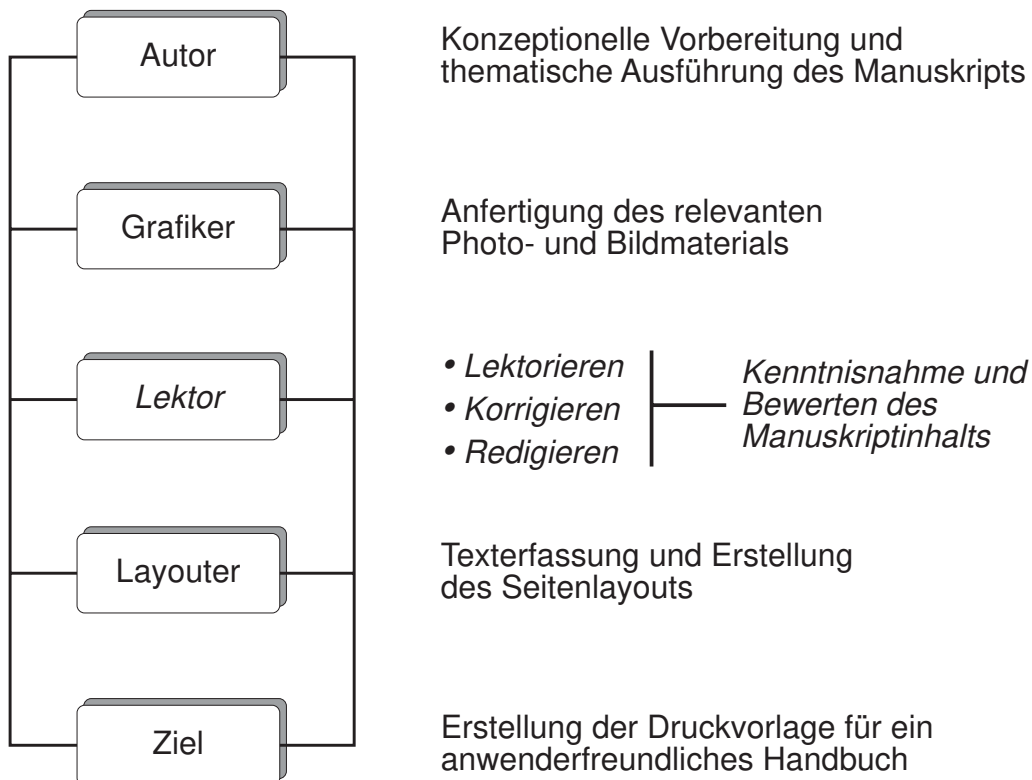 Autor
Konzeptionelle Vorbereitung und
thematische Ausführung des Manuskripts
Grafiker
Anfertigung des relevanten
Photo- und Bildmaterials
Lektor
• Lektorieren
• Korrigieren
• Redigieren
Kenntnisnahme und
Bewerten des
Manuskriptinhalts
Layouter
Texterfassung und Erstellung
des Seitenlayouts
Ziel
Erstellung der Druckvorlage für ein
anwenderfreundliches Handbuch